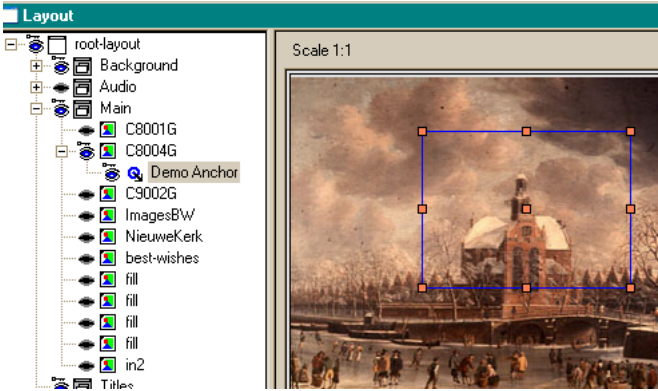 Layout
root-layout
Background
Audio
Main
C8001G
C8004G
Demo Anchor
C9002G
ImagesBW
NieuweKerk
best-wishes
fill
fill
fill
fill
in2
Titles
Scale 1:1